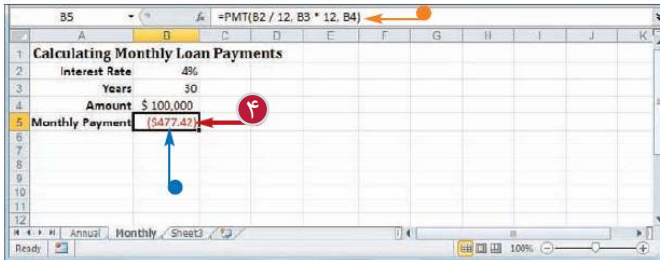 B5 fx =PMT(B2 / 12, B3 * 12, B4)
A B C D E F G H I J K
1 Calculating Monthly Loan Payments
2 Interest Rate 4%
3 Years 30
4 Amount $ 100,000
5 Monthly Payment ($477.42) ۴
6
7
8
9
10
11
12
Annual Monthly Sheet3
Ready 100%